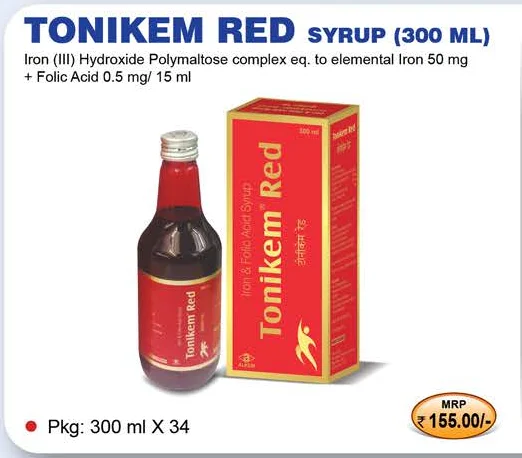 TONIKEM RED SYRUP (300 ML)
Iron (III) Hydroxide Polymaltose complex eq. to elemental Iron 50 mg
+ Folic Acid 0.5 mg/ 15 ml
300 ml
Tonikem Red
टोनीकेम रेड
Iron & Folic Acid Syrup
Tonikem® Red
टोनीकेम रेड
ALKEM
Tonikem Red
• Pkg: 300 ml X 34
MRP
₹ 155.00/-